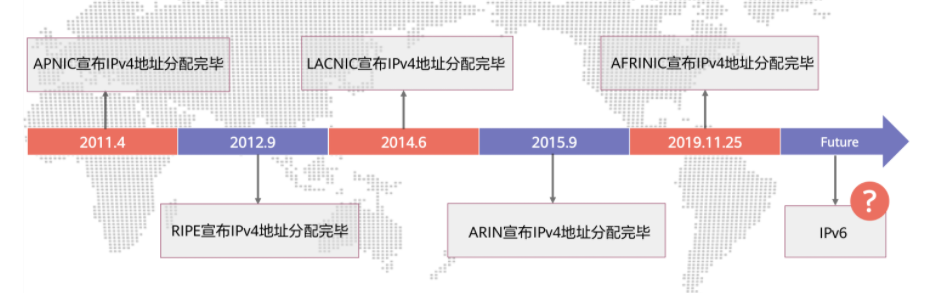 APNIC宣布IPv4地址分配完毕
LACNIC宣布IPv4地址分配完毕
AFRINIC宣布IPv4地址分配完毕
2011.4
2012.9
2014.6
2015.9
2019.11.25
Future
?
RIPE宣布IPv4地址分配完毕
ARIN宣布IPv4地址分配完毕
IPv6